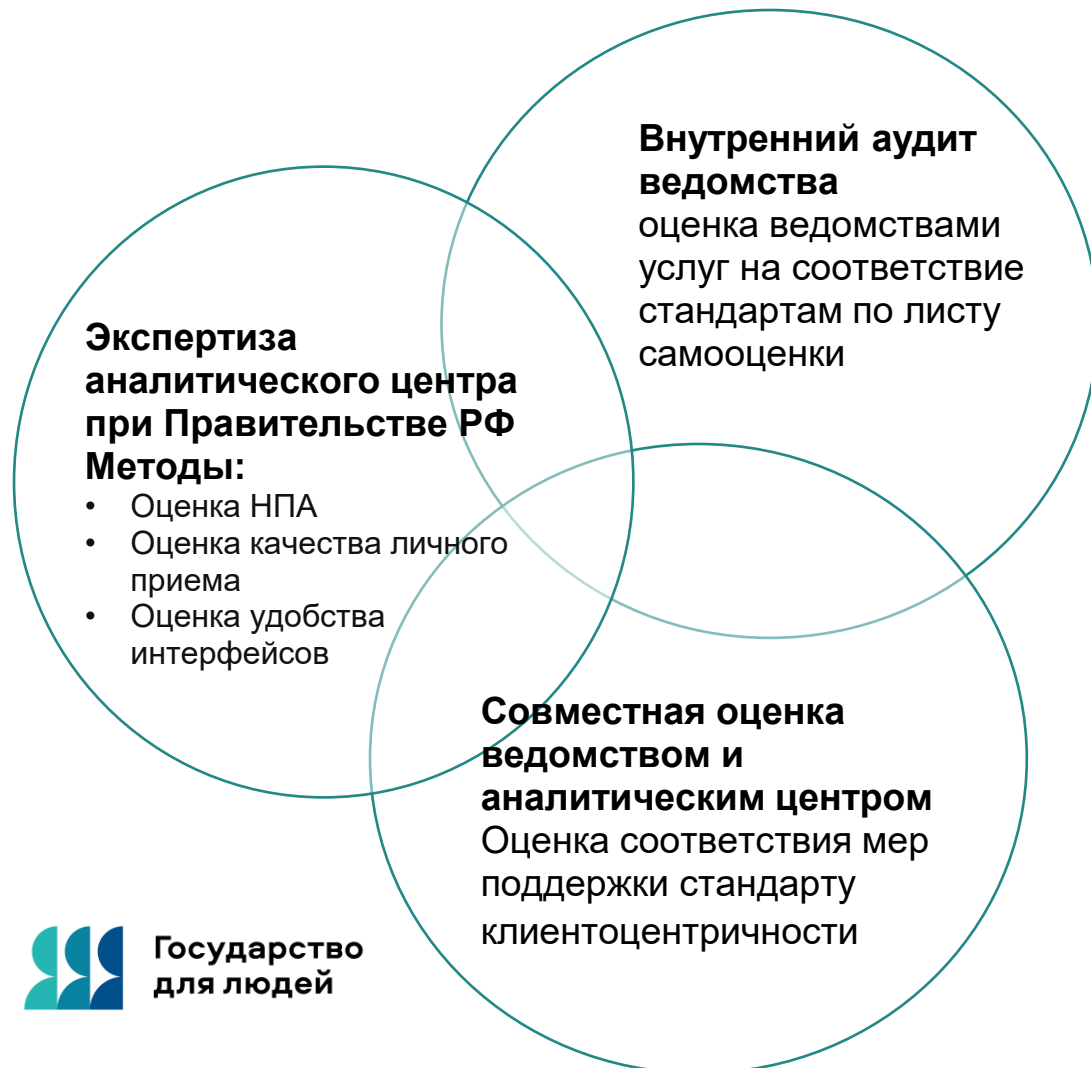 Внутренний аудит
ведомства
оценка ведомствами
услуг на соответствие
стандартам по листу
самооценки
Экспертиза
аналитического центра
при Правительстве РФ
Методы:
• Оценка НПА
• Оценка качества личного
приема
• Оценка удобства
интерфейсов
Совместная оценка
ведомством и
аналитическим центром
Оценка соответствия мер
поддержки стандарту
клиентоцентричности
Государство
для людей